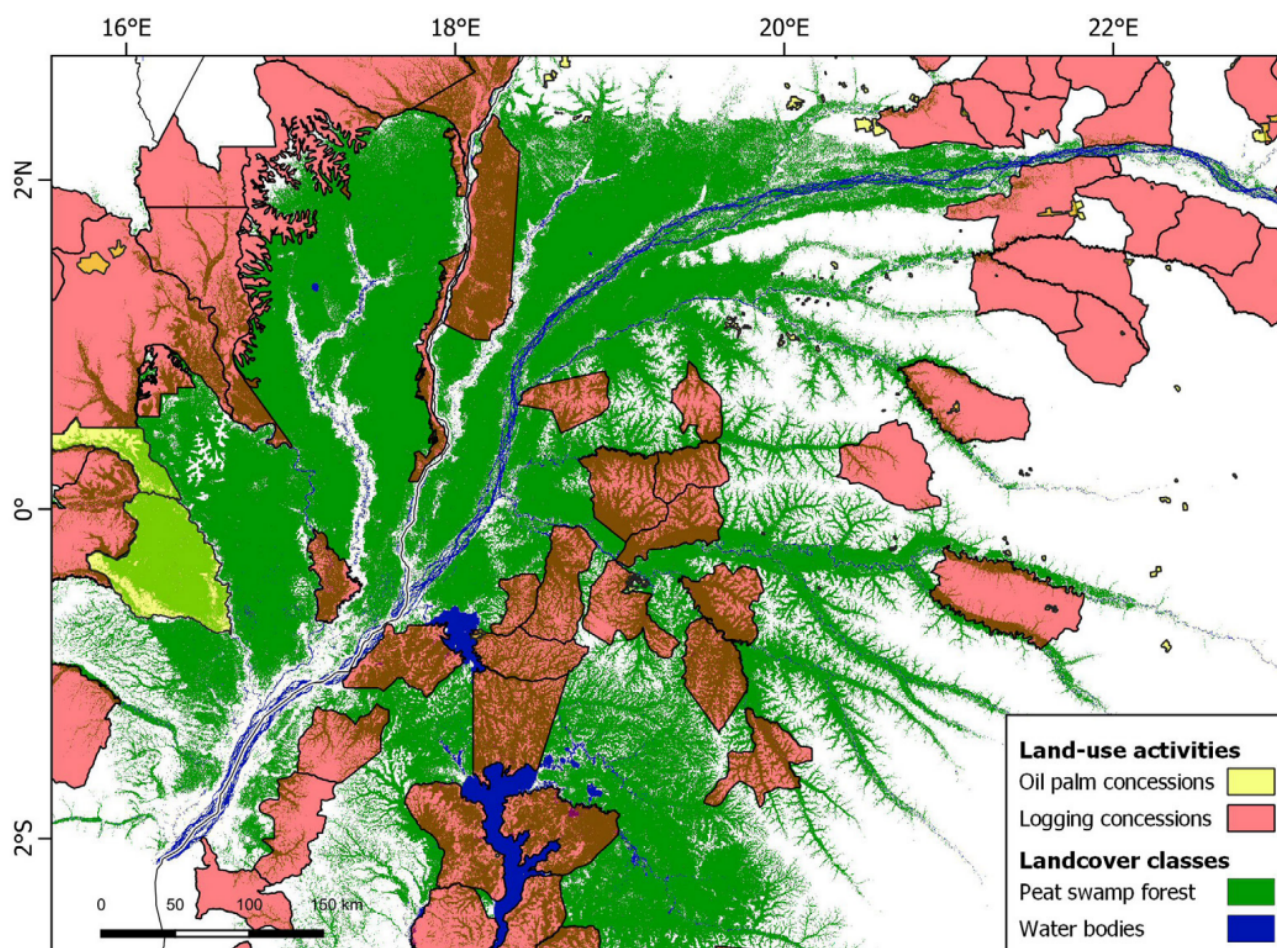 16°E 18°E 20°E 22°E
2°N
0°
2°S
Land-use activities
Oil palm concessions
Logging concessions
Landcover classes
Peat swamp forest
Water bodies
0 50 100 150 km